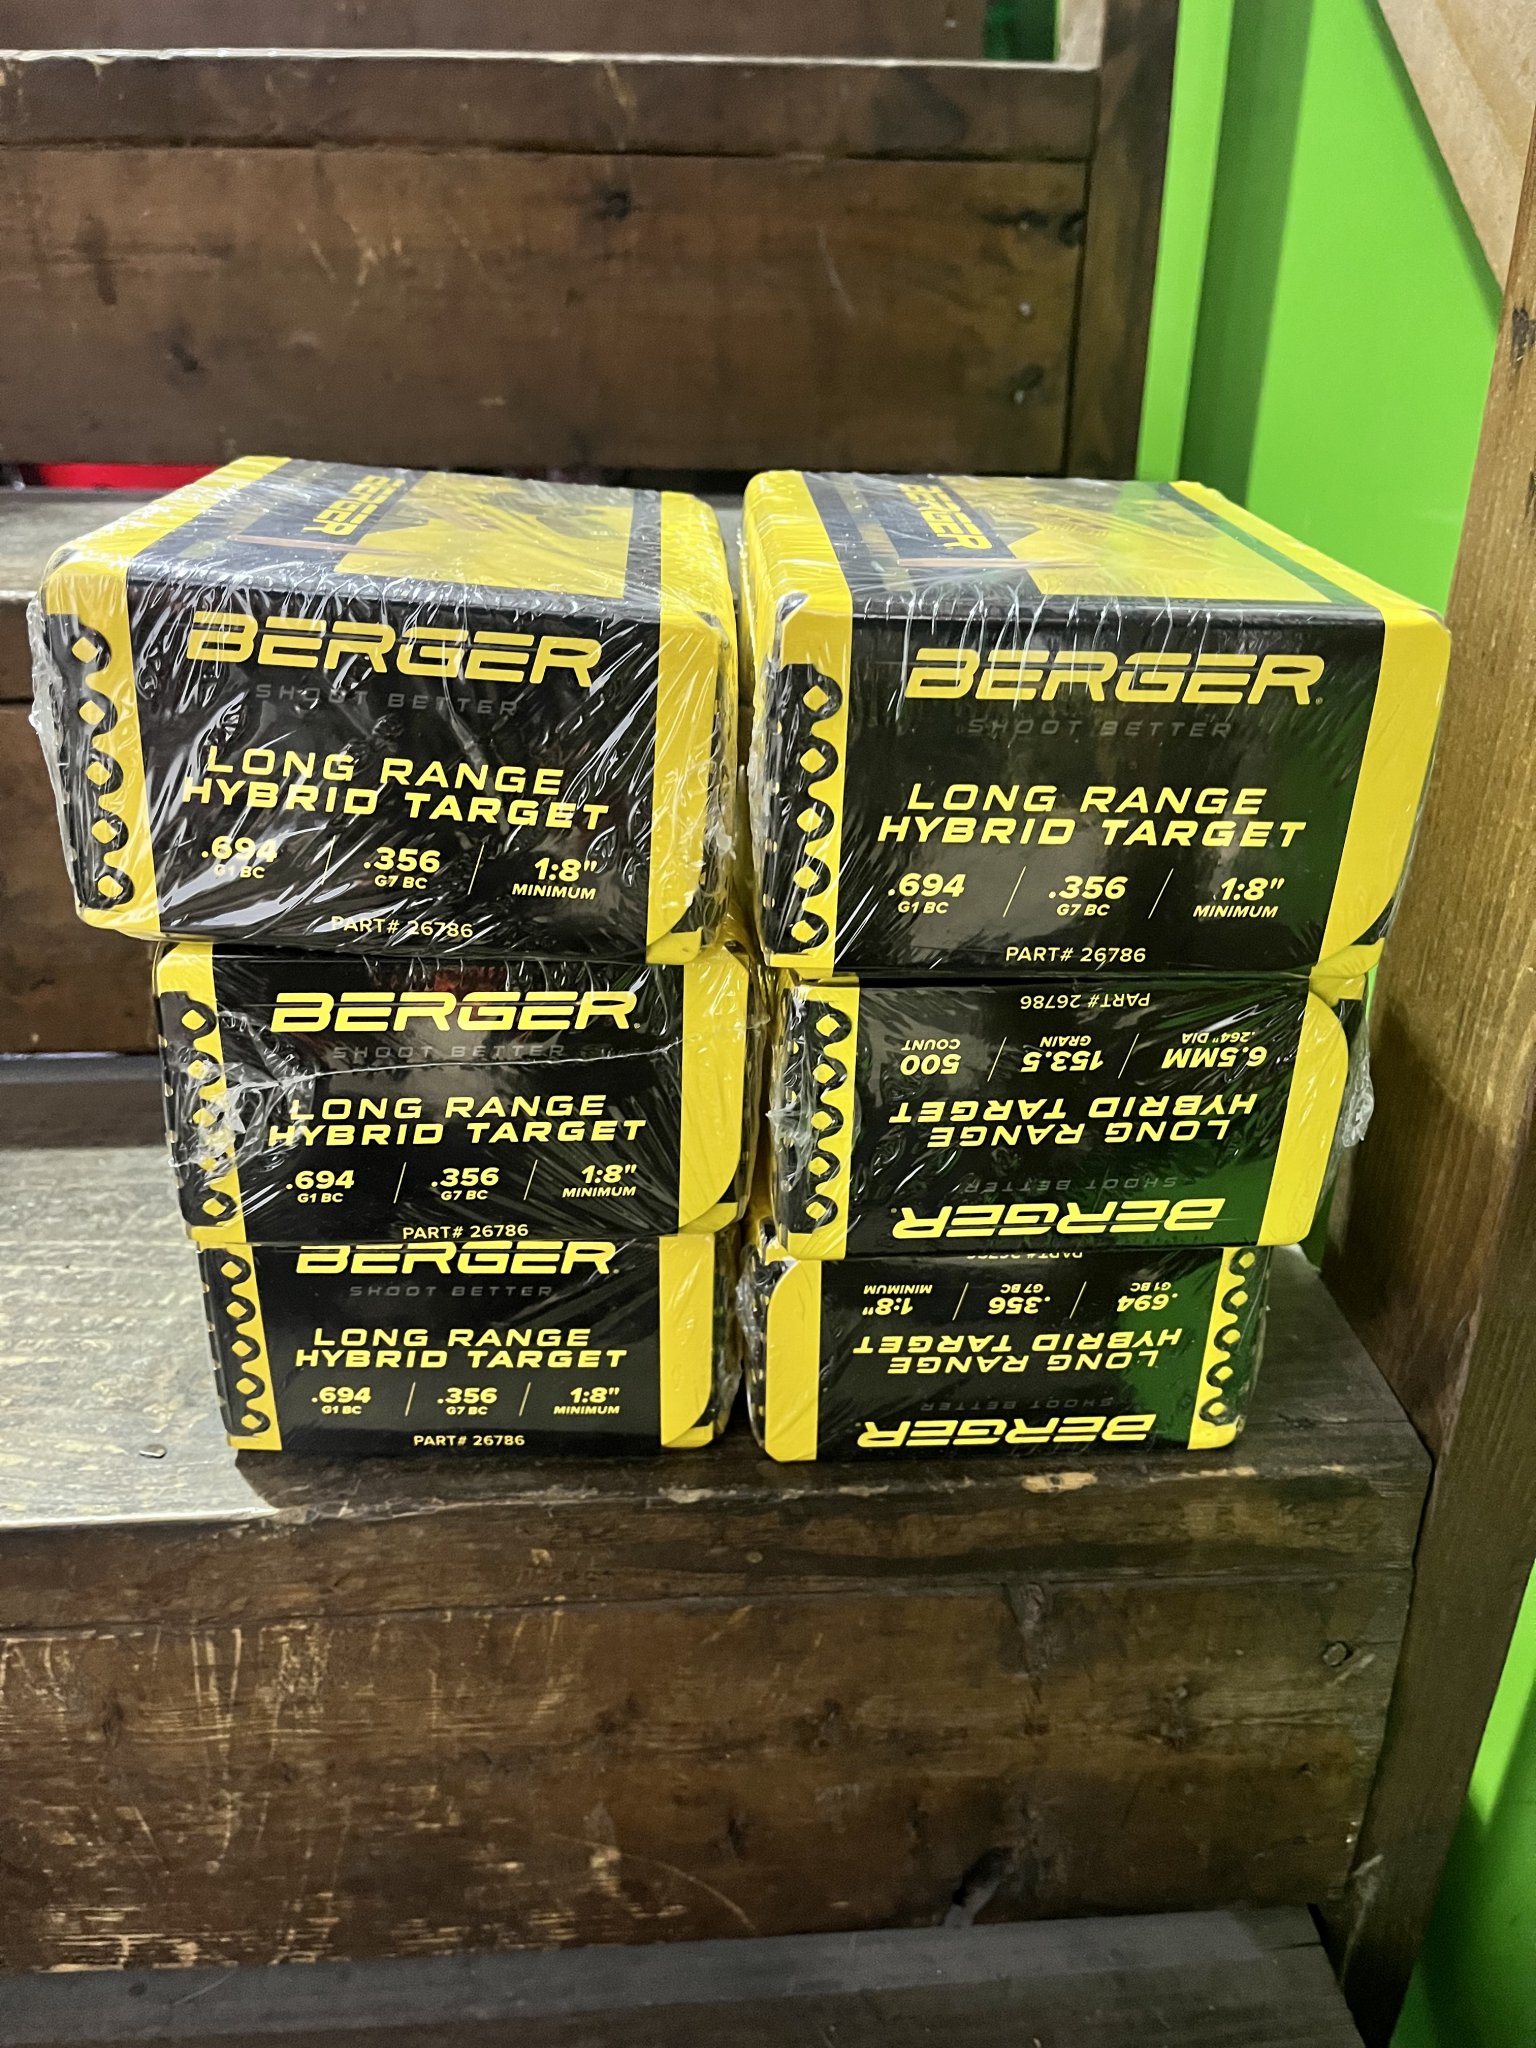 BERGER
BERGER
SHOOT BETTER
LONG RANGE
HYBRID TARGET
.694 .356 1:8"
G1 BC G7 BC MINIMUM
PART# 26786
BERGER
BERGER
SHOOT BETTER
LONG RANGE
HYBRID TARGET
.694 .356 1:8"
G1 BC G7 BC MINIMUM
PART# 26786
BERGER
SHOOT BETTER
LONG RANGE
HYBRID TARGET
.694 .356 1:8"
G1 BC G7 BC MINIMUM
PART# 26786
BERGER
SHOOT BETTER
LONG RANGE
HYBRID TARGET
6.5MM 153.5 500
.264" DIA GRAIN COUNT
PART# 26786
BERGER
SHOOT BETTER
LONG RANGE
HYBRID TARGET
.694 .356 1:8"
G1 BC G7 BC MINIMUM
PART# 26786
BERGER
SHOOT BETTER
LONG RANGE
HYBRID TARGET
.694 .356 1:8"
G1 BC G7 BC MINIMUM
PART# 26786